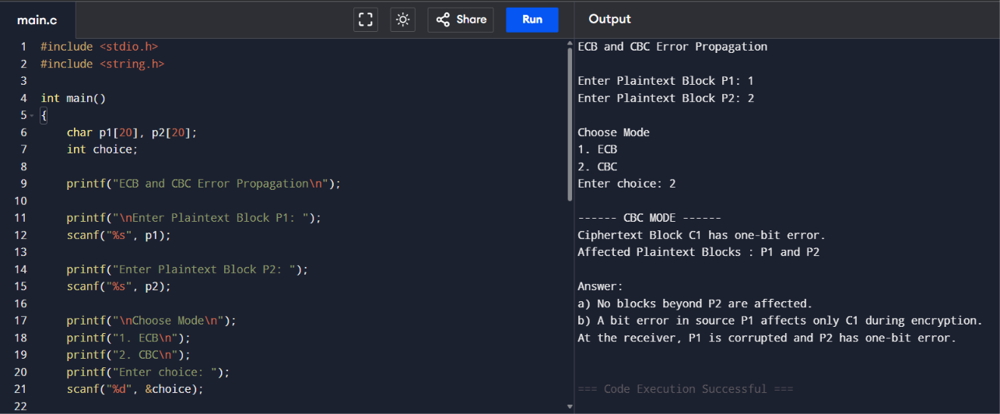 main.c
Share
Run
Output
1 #include <stdio.h>
2 #include <string.h>
3
4 int main()
5 {
6 char p1[20], p2[20];
7 int choice;
8
9 printf("ECB and CBC Error Propagation\n");
10
11 printf("\nEnter Plaintext Block P1: ");
12 scanf("%s", p1);
13
14 printf("Enter Plaintext Block P2: ");
15 scanf("%s", p2);
16
17 printf("\nChoose Mode\n");
18 printf("1. ECB\n");
19 printf("2. CBC\n");
20 printf("Enter choice: ");
21 scanf("%d", &choice);
22
ECB and CBC Error Propagation
Enter Plaintext Block P1: 1
Enter Plaintext Block P2: 2
Choose Mode
1. ECB
2. CBC
Enter choice: 2
------ CBC MODE ------
Ciphertext Block C1 has one-bit error.
Affected Plaintext Blocks : P1 and P2
Answer:
a) No blocks beyond P2 are affected.
b) A bit error in source P1 affects only C1 during encryption.
At the receiver, P1 is corrupted and P2 has one-bit error.
=== Code Execution Successful ===